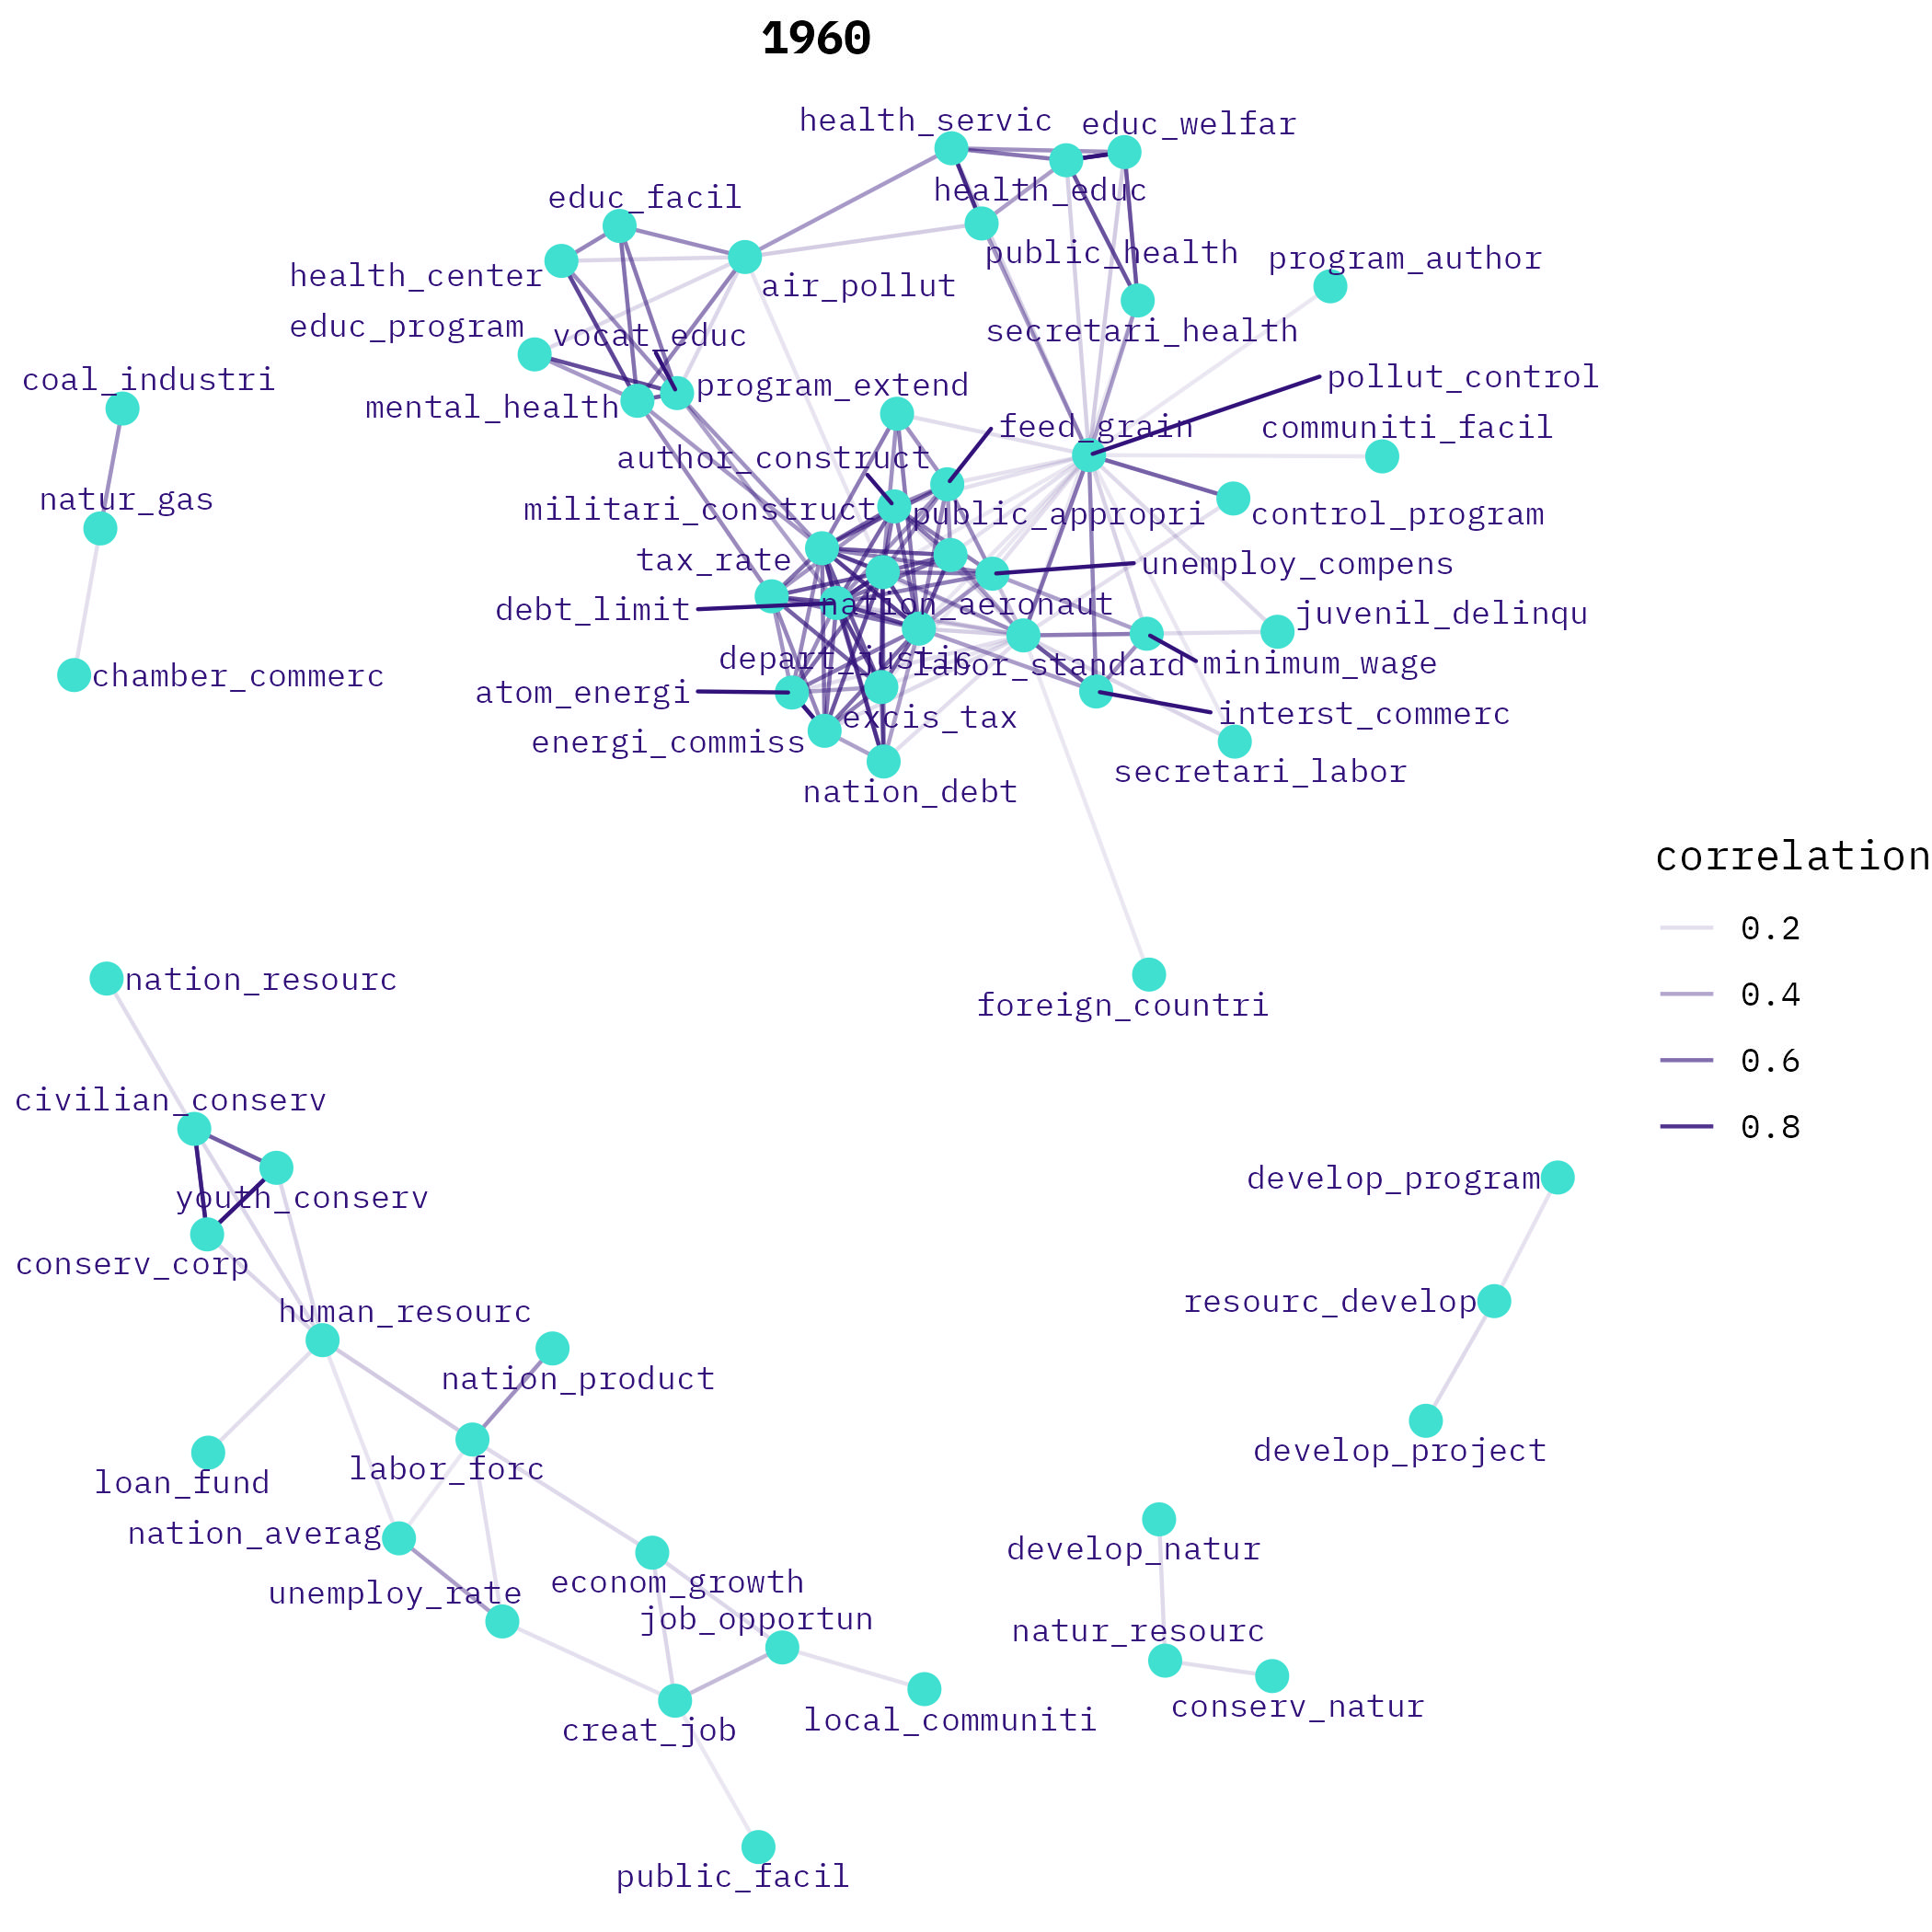 1960
health_servic
educ_welfar
educ_facil
health_educ
public_health
program_author
health_center
air_pollut
educ_program
vocat_educ
secretari_health
coal_industri
program_extend
pollut_control
mental_health
feed_grain
communiti_facil
author_construct
natur_gas
militari_construct
public_appropri
control_program
tax_rate
unemploy_compens
debt_limit
nation_aeronaut
juvenil_delinqu
depart_justic
labor_standard
minimum_wage
chamber_commerc
atom_energi
excis_tax
interst_commerc
energi_commiss
secretari_labor
nation_debt
correlation
0.2
0.4
0.6
0.8
nation_resourc
foreign_countri
civilian_conserv
youth_conserv
develop_program
conserv_corp
human_resourc
resourc_develop
nation_product
loan_fund
labor_forc
develop_project
nation_averag
develop_natur
unemploy_rate
econom_growth
job_opportun
natur_resourc
conserv_natur
creat_job
local_communiti
public_facil